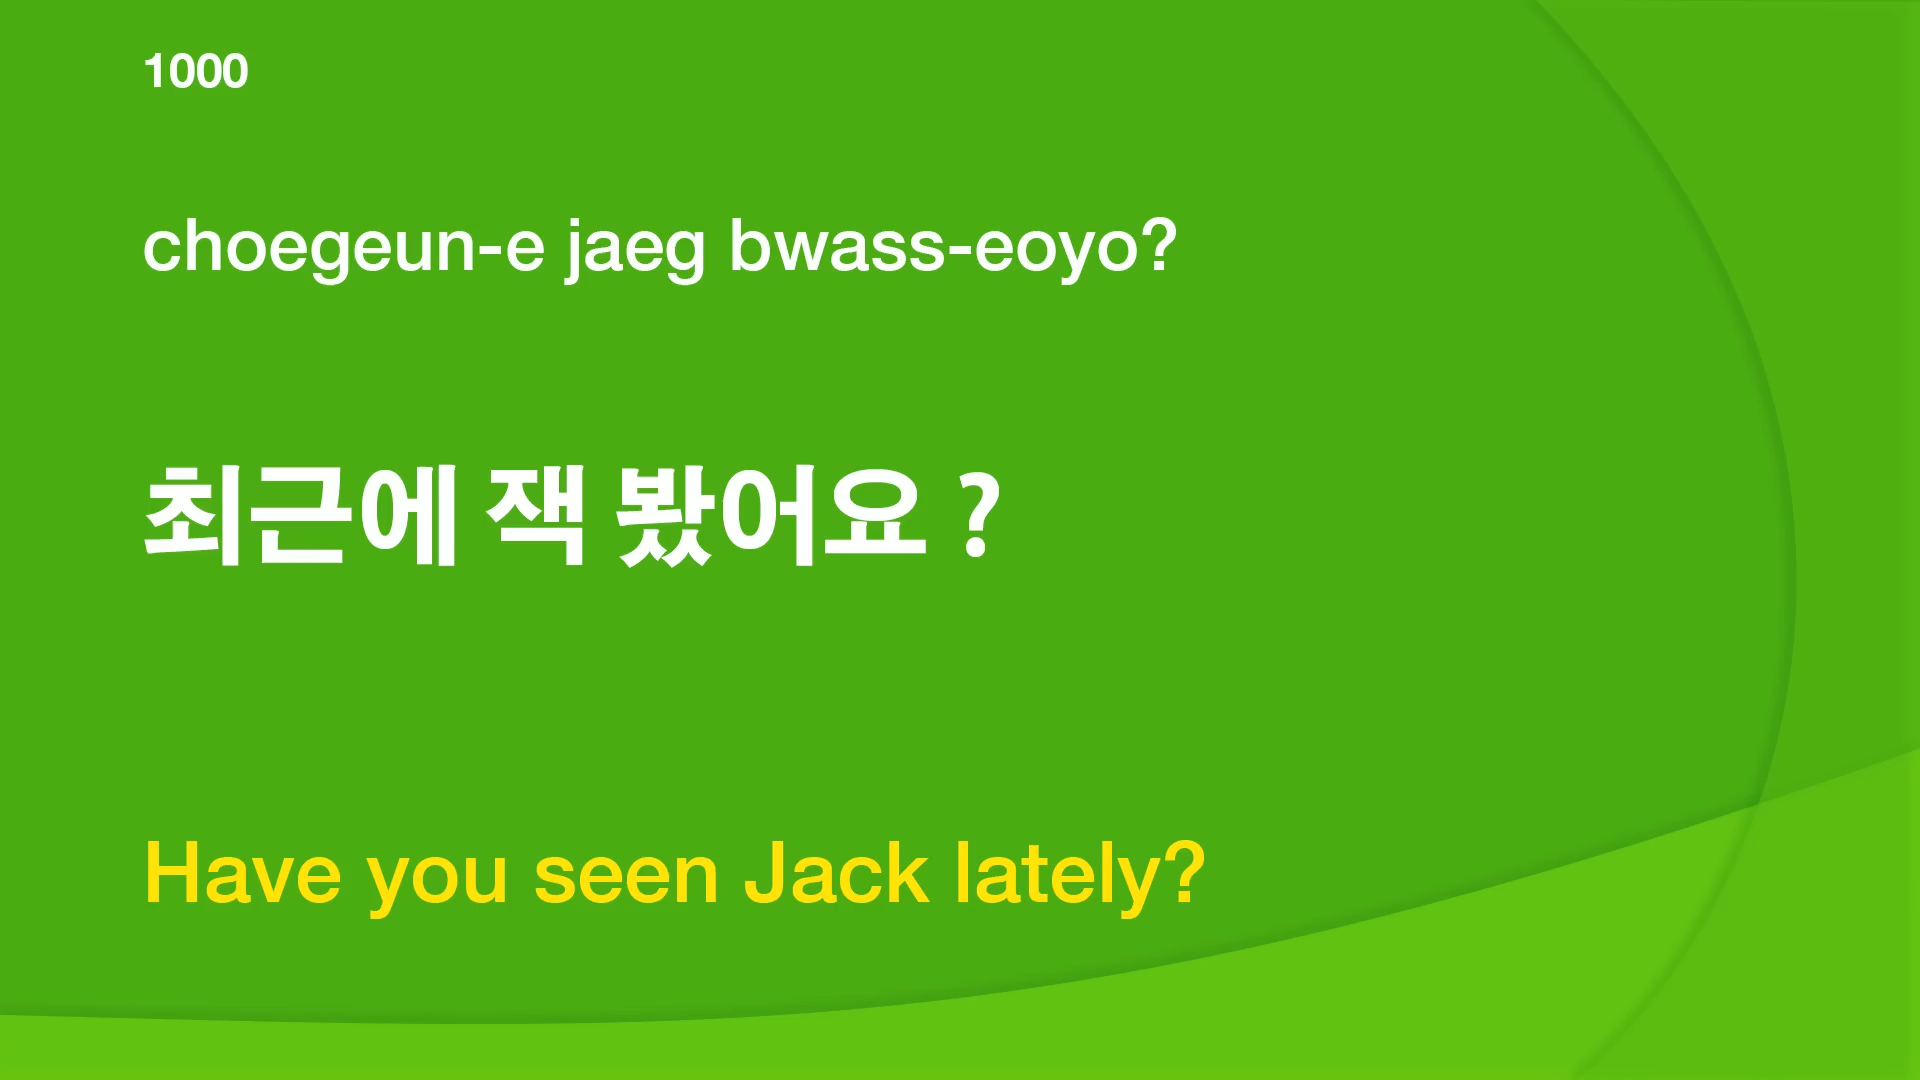 1000
choegeun-e jaeg bwass-eoyo?
최근에 잭 봤어요?
Have you seen Jack lately?